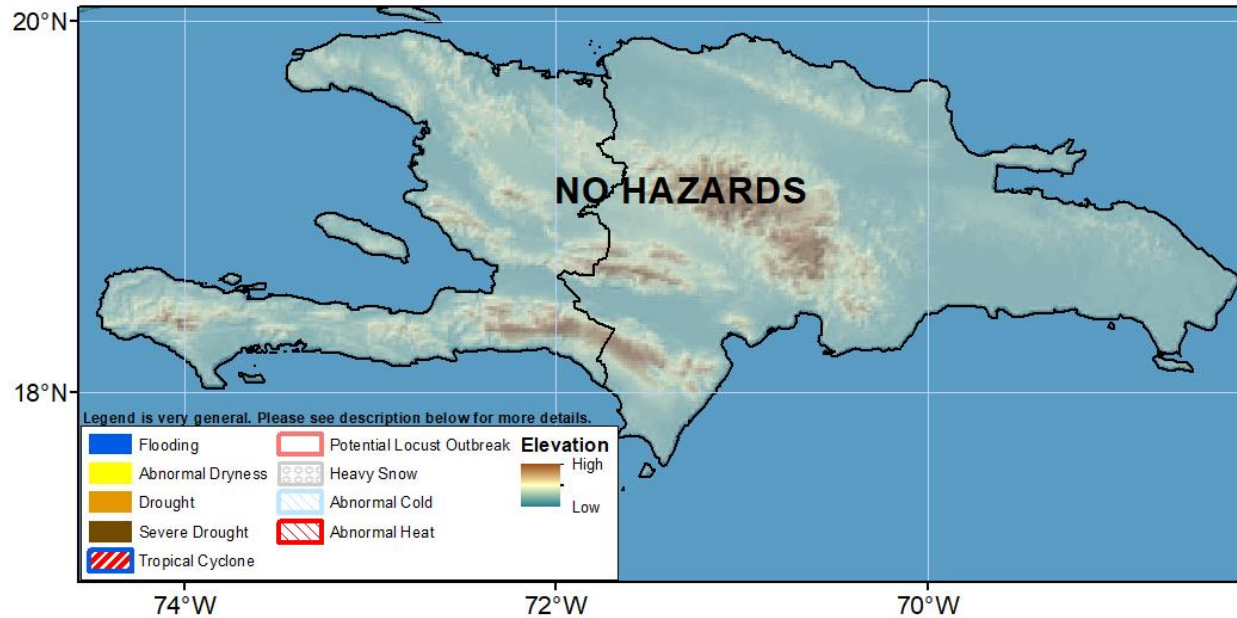 20°N
NO HAZARDS
18°N
Legend is very general. Please see description below for more details.
Flooding
Abnormal Dryness
Drought
Severe Drought
Tropical Cyclone
Potential Locust Outbreak
Heavy Snow
Abnormal Cold
Abnormal Heat
Elevation
High
Low
74°W 72°W 70°W